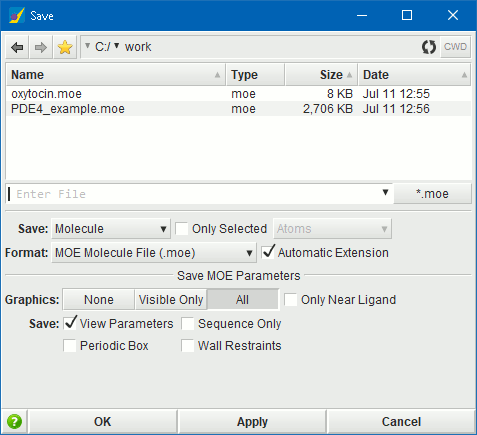 Save
C:/ work CWD
Name Type Size Date
oxytocin.moe moe 8 KB Jul 11 12:55
PDE4_example.moe moe 2,706 KB Jul 11 12:56
Enter File *.moe
Save: Molecule Only Selected Atoms
Format: MOE Molecule File (.moe) Automatic Extension
Save MOE Parameters
Graphics: None Visible Only All Only Near Ligand
Save: View Parameters Sequence Only
Periodic Box Wall Restraints
? OK Apply Cancel